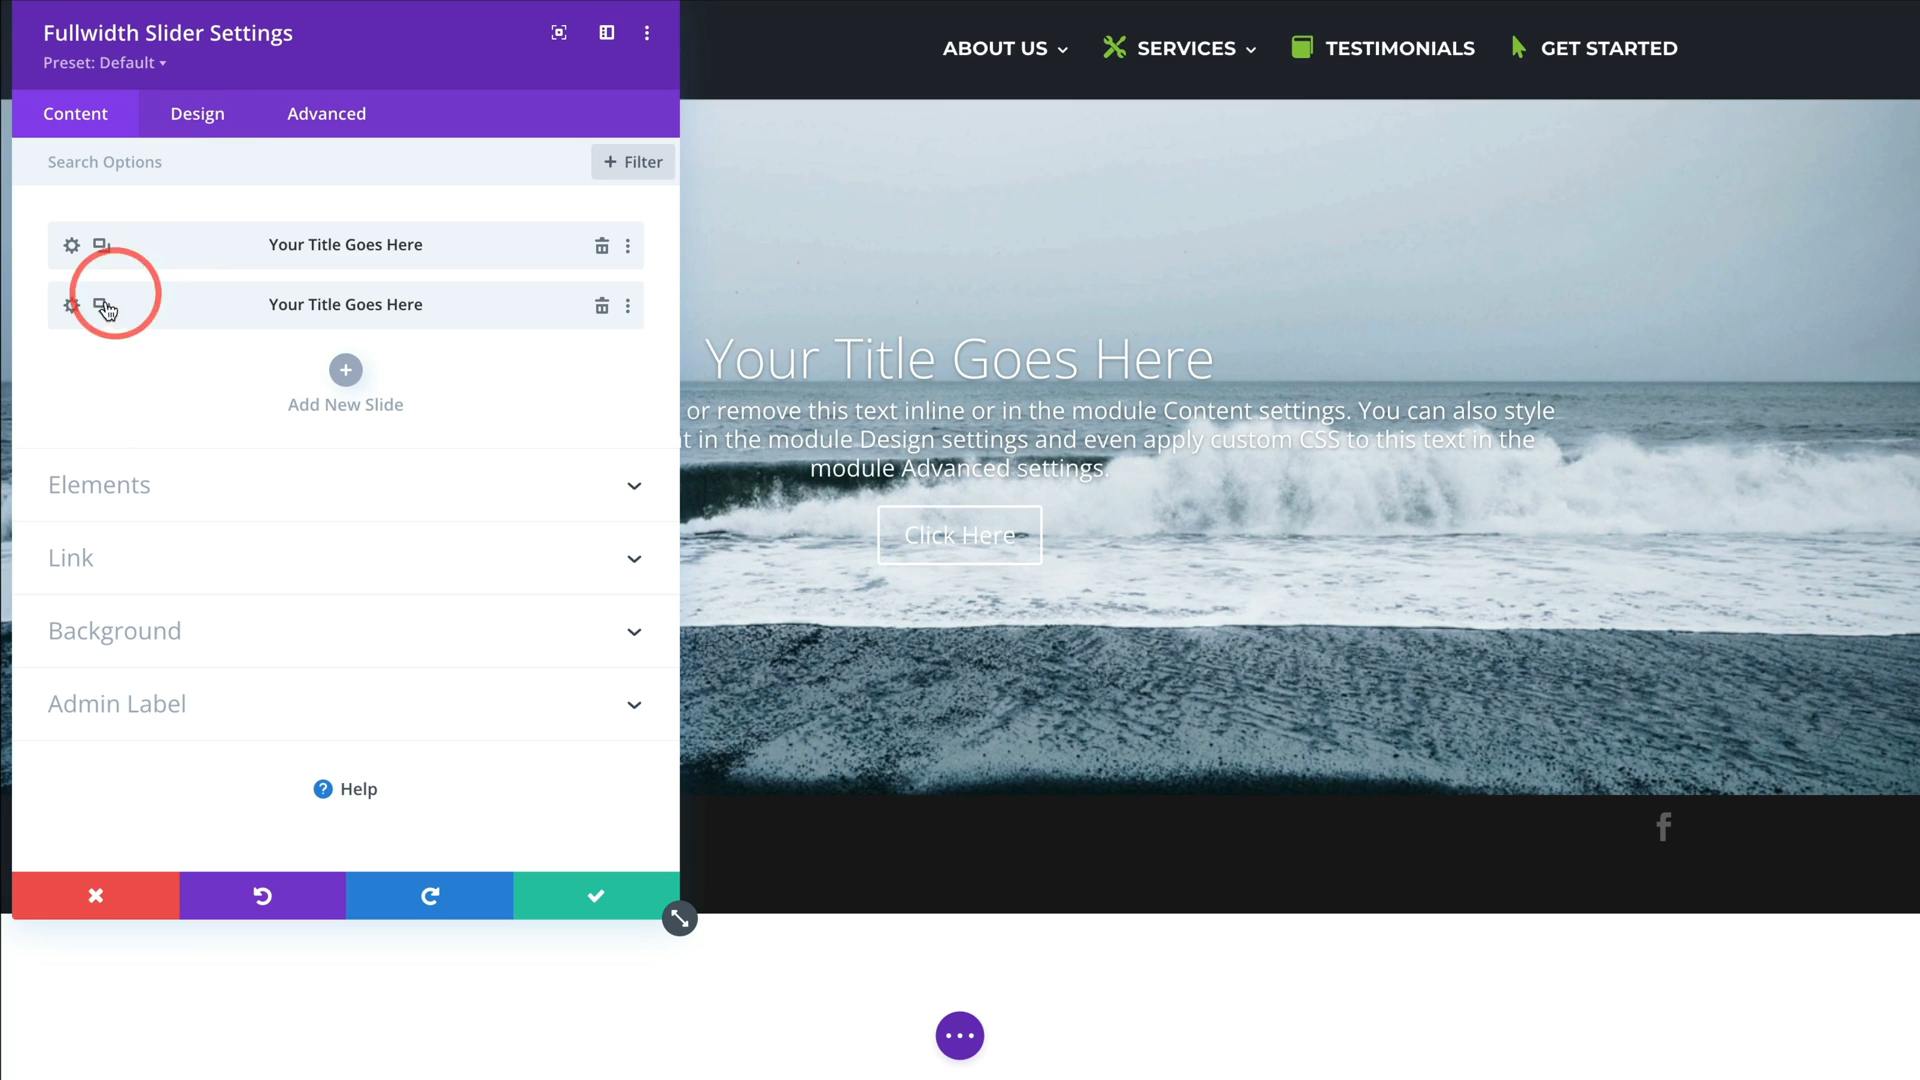 Fullwidth Slider Settings
Preset: Default
Content
Design
Advanced
Search Options
+ Filter
Your Title Goes Here
Your Title Goes Here
Add New Slide
Elements
Link
Background
Admin Label
? Help
ABOUT US
SERVICES
TESTIMONIALS
GET STARTED
Your Title Goes Here
or remove this text inline or in the module Content settings. You can also style
in the module Design settings and even apply custom CSS to this text in the
module Advanced settings.
Click Here